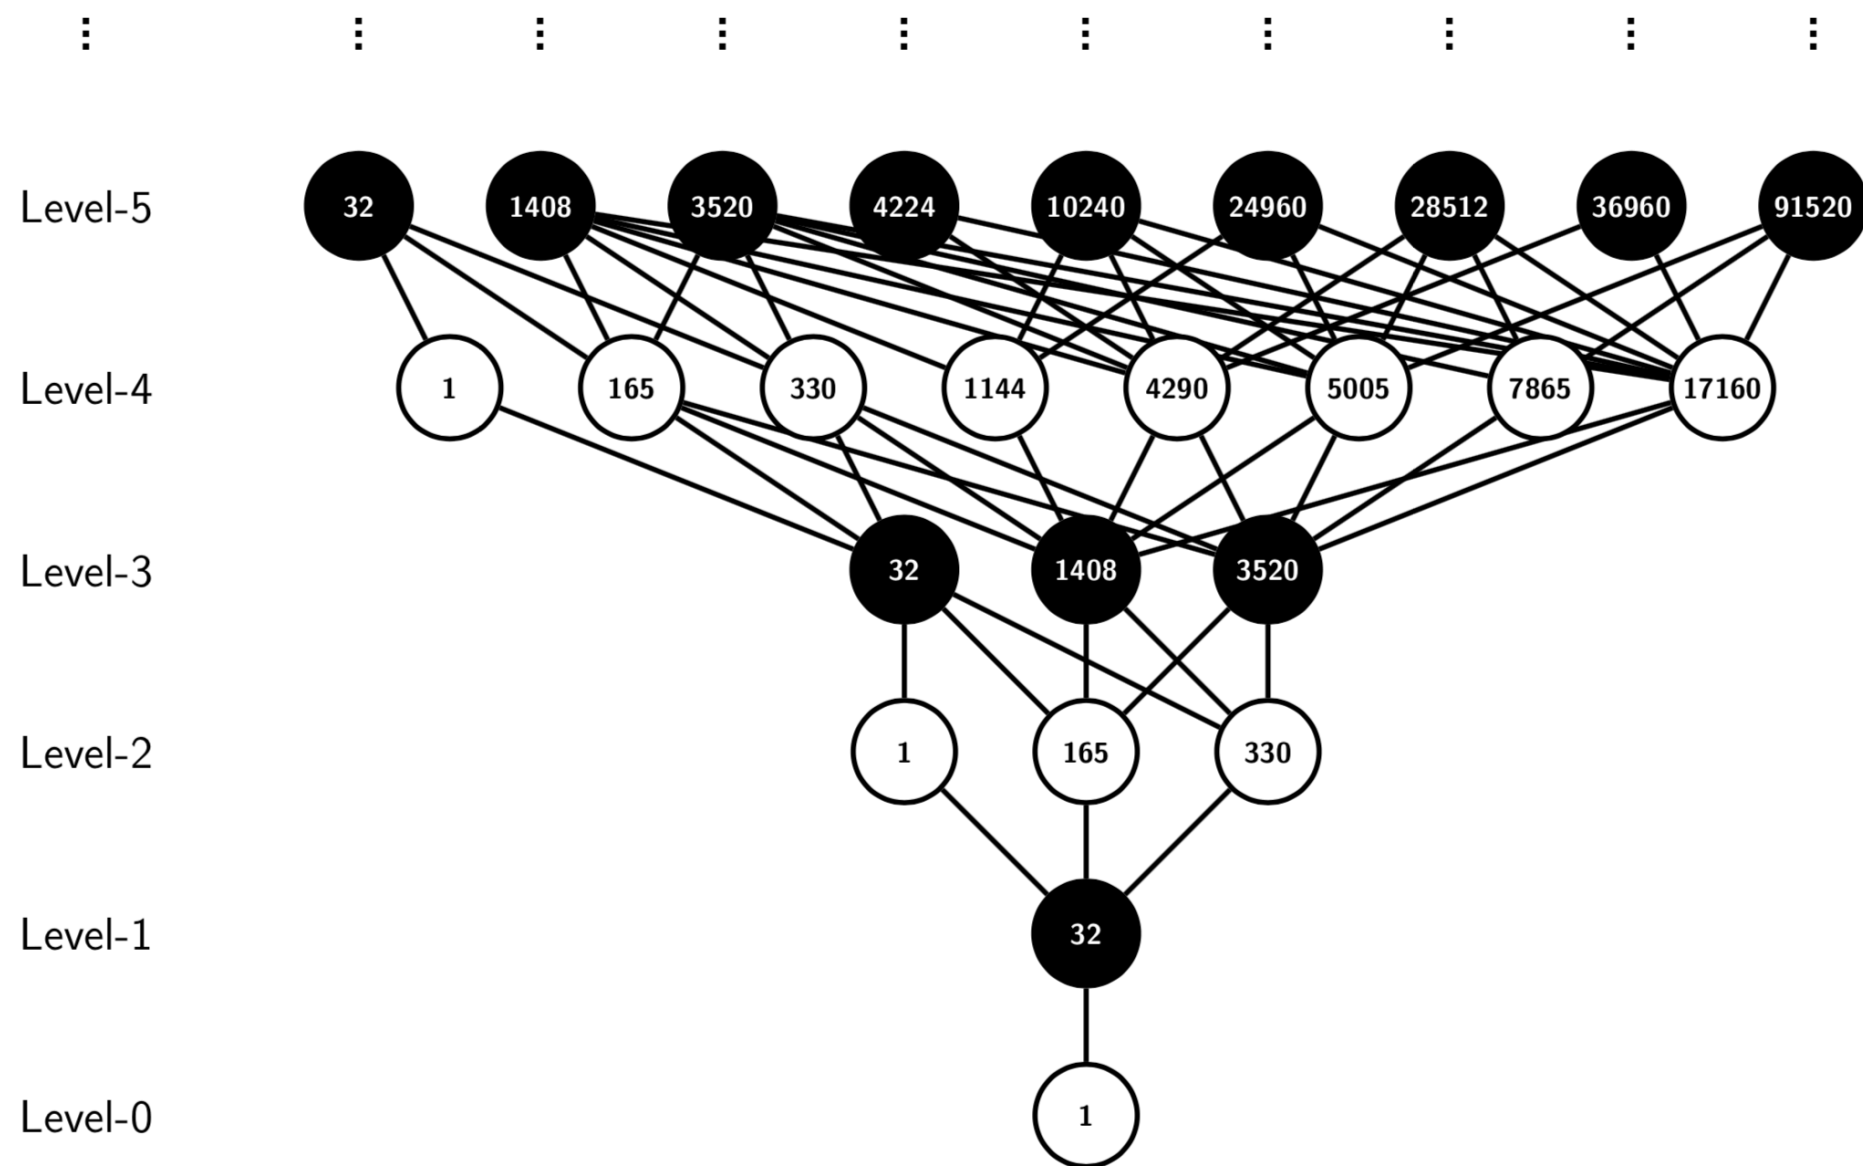 Level-5 32 1408 3520 4224 10240 24960 28512 36960 91520
Level-4 1 165 330 1144 4290 5005 7865 17160
Level-3 32 1408 3520
Level-2 1 165 330
Level-1 32
Level-0 1